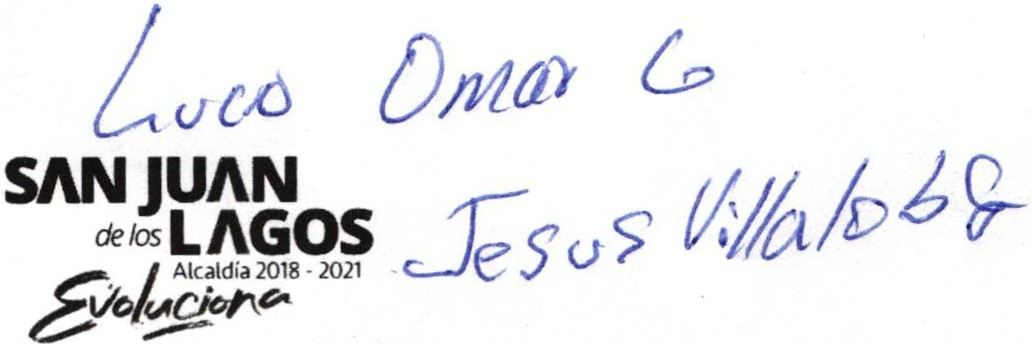 Luco Omar G
SAN JUAN
de los LAGOS
Alcaldía 2018 - 2021
Evoluciona
Jesus Villalobos